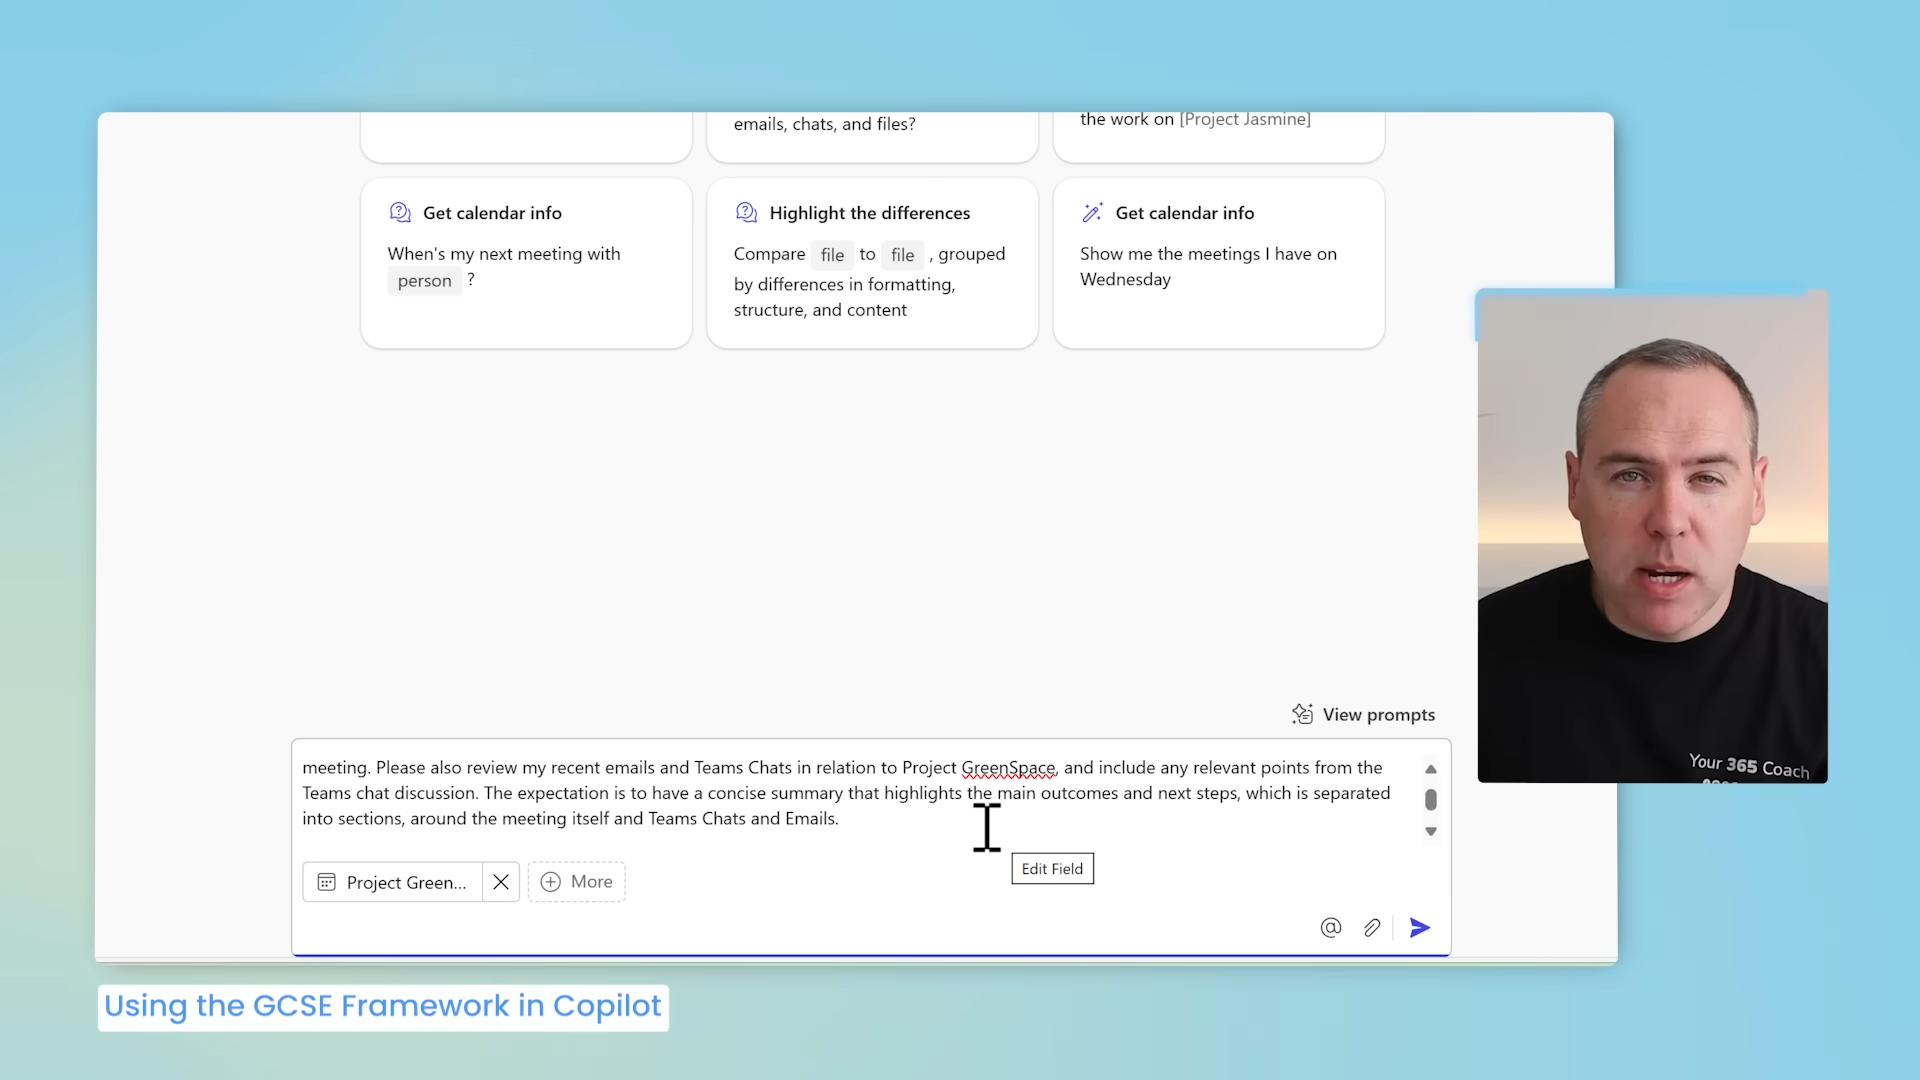 emails, chats, and files?
the work on [Project Jasmine]
Get calendar info
When's my next meeting with
person ?
Highlight the differences
Compare file to file , grouped
by differences in formatting,
structure, and content
Get calendar info
Show me the meetings I have on
Wednesday
View prompts
meeting. Please also review my recent emails and Teams Chats in relation to Project GreenSpace, and include any relevant points from the
Teams chat discussion. The expectation is to have a concise summary that highlights the main outcomes and next steps, which is separated
into sections, around the meeting itself and Teams Chats and Emails.
Edit Field
Project Green...
More
Your 365 Coach
Using the GCSE Framework in Copilot